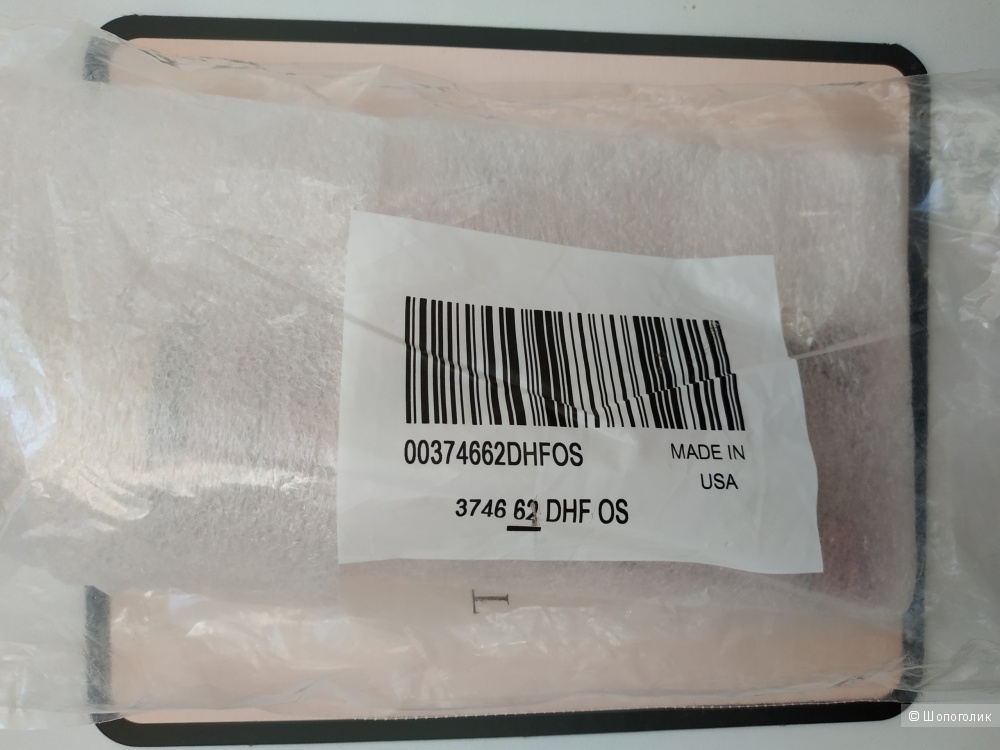 00374662DHFOS
MADE IN
USA
3746 62 DHF OS
L
© Шопоголик